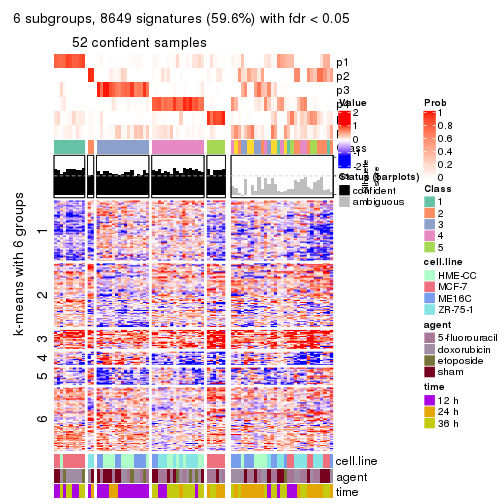 6 subgroups, 8649 signatures (59.6%) with fdr < 0.05
52 confident samples
p1
p2
p3
Value
2
1
0
-1
-2
Status (barplots)
confident
ambiguous
k-means with 6 groups
1
2
3
4
5
6
cell.line
agent
time
Prob
1
0.8
0.6
0.4
0.2
0
Class
1
2
3
4
5
cell.line
HME-CC
MCF-7
ME16C
ZR-75-1
agent
5-fluorouracil
doxorubicin
etoposide
sham
time
12 h
24 h
36 h